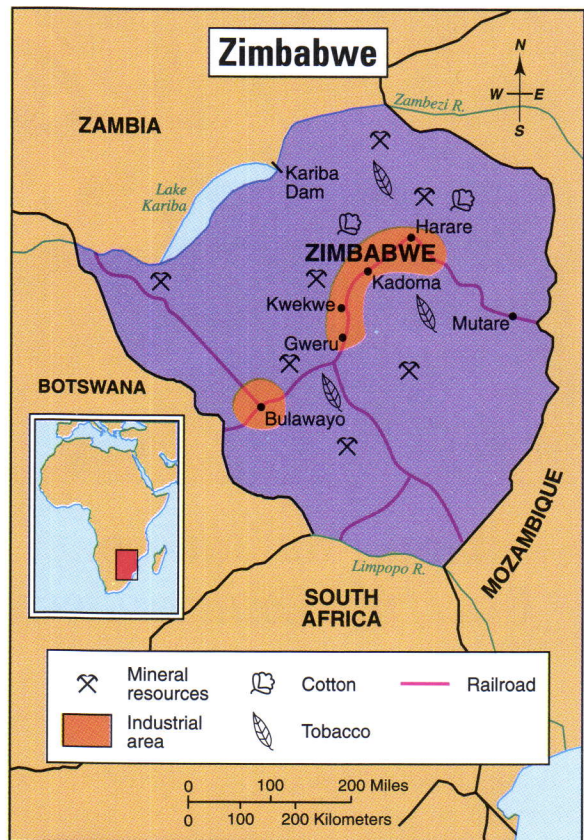 Zimbabwe
N
W E
S
ZAMBIA
Zambezi R.
Lake
Kariba
Kariba
Dam
Harare
ZIMBABWE
Kadoma
Kwekwe
Gweru
Mutare
BOTSWANA
Bulawayo
MOZAMBIQUE
Limpopo R.
SOUTH
AFRICA
Mineral
resources
Cotton
Railroad
Industrial
area
Tobacco
0 100 200 Miles
0 100 200 Kilometers